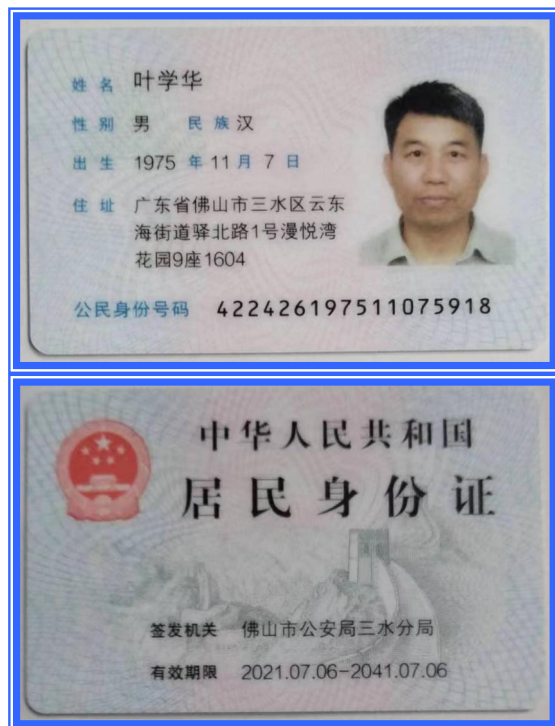 姓名 叶学华
性别 男 民族 汉
出生 1975 年 11 月 7 日
住址 广东省佛山市三水区云东
海街道驿北路1号漫悦湾
花园9座1604
公民身份号码 422426197511075918
中华人民共和国
居民身份证
签发机关 佛山市公安局三水分局
有效期限 2021.07.06-2041.07.06